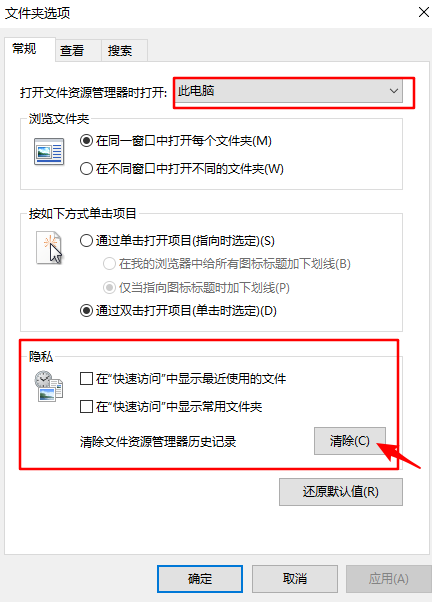 文件夹选项
常规 查看 搜索
打开文件资源管理器时打开: 此电脑
浏览文件夹
在同一窗口中打开每个文件夹(M)
在不同窗口中打开不同的文件夹(W)
按如下方式单击项目
通过单击打开项目(指向时选定)(S)
在我的浏览器中给所有图标标题加下划线(B)
仅当指向图标标题时加下划线(P)
通过双击打开项目(单击时选定)(D)
隐私
在“快速访问”中显示最近使用的文件
在“快速访问”中显示常用文件夹
清除文件资源管理器历史记录 清除(C)
还原默认值(R)
确定 取消 应用(A)